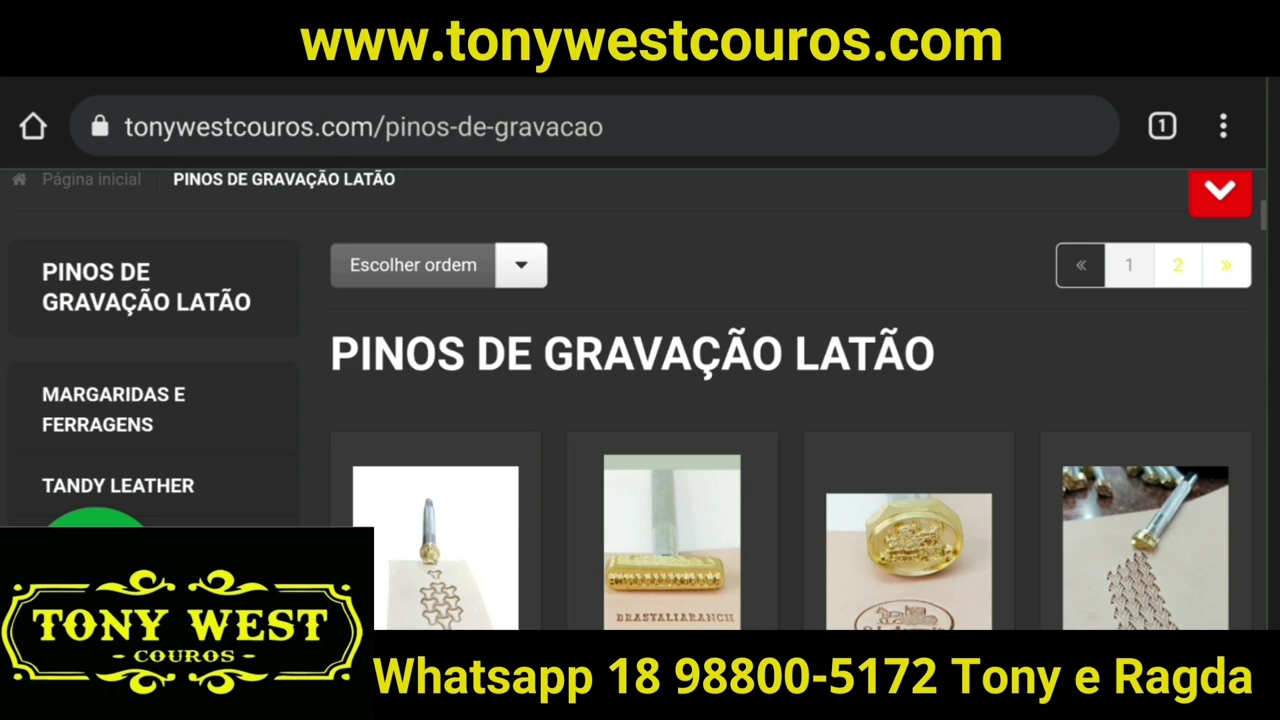 www.tonywestcouros.com
1
tonywestcouros.com/pinos-de-gravacao
Página inicial
PINOS DE GRAVAÇÃO LATÃO
PINOS DE
GRAVAÇÃO LATÃO
Escolher ordem
« 1 2 »
PINOS DE GRAVAÇÃO LATÃO
MARGARIDAS E
FERRAGENS
TANDY LEATHER
BRASTALIARANCH
TONY WEST
- COUROS -
Whatsapp 18 98800-5172 Tony e Ragda